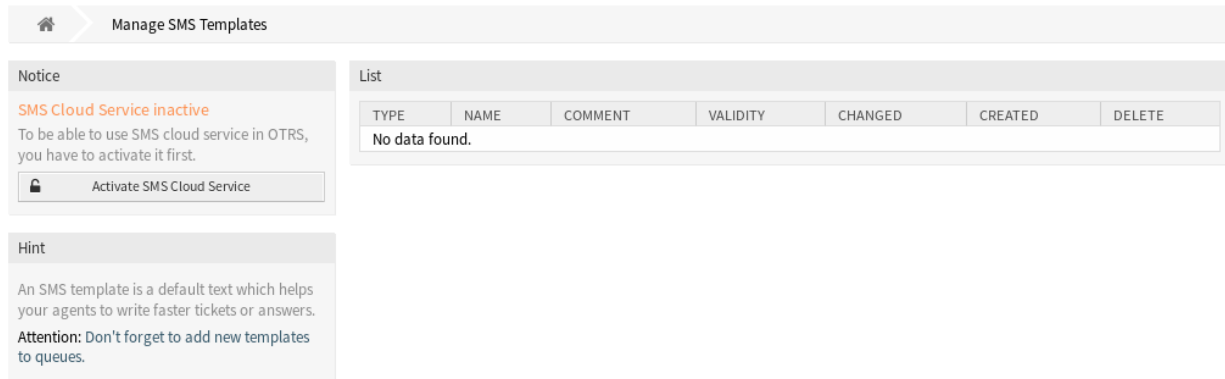 Manage SMS Templates
Notice
SMS Cloud Service inactive
To be able to use SMS cloud service in OTRS,
you have to activate it first.
Activate SMS Cloud Service
Hint
An SMS template is a default text which helps
your agents to write faster tickets or answers.
Attention: Don't forget to add new templates
to queues.
List
TYPE NAME COMMENT VALIDITY CHANGED CREATED DELETE
No data found.